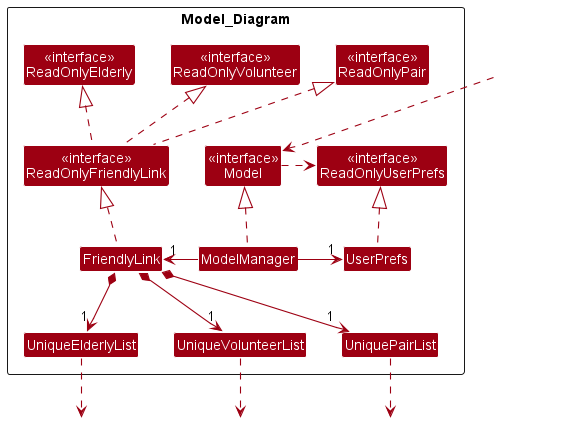 Model_Diagram
«interface»
ReadOnlyElderly
«interface»
ReadOnlyVolunteer
«interface»
ReadOnlyPair
«interface»
ReadOnlyFriendlyLink
«interface»
Model
«interface»
ReadOnlyUserPrefs
FriendlyLink
1
ModelManager
1
UserPrefs
1
1
1
UniqueElderlyList
UniqueVolunteerList
UniquePairList